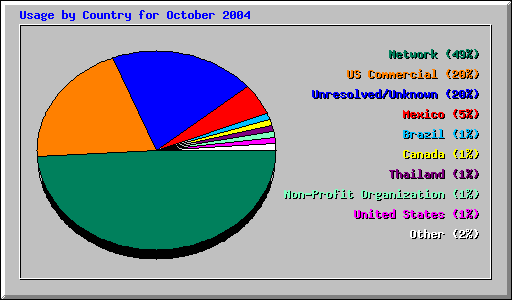 Usage by Country for October 2004
Network (49%)
US Commercial (20%)
Unresolved/Unknown (20%)
Mexico (5%)
Brazil (1%)
Canada (1%)
Thailand (1%)
Non-Profit Organization (1%)
United States (1%)
Other (2%)